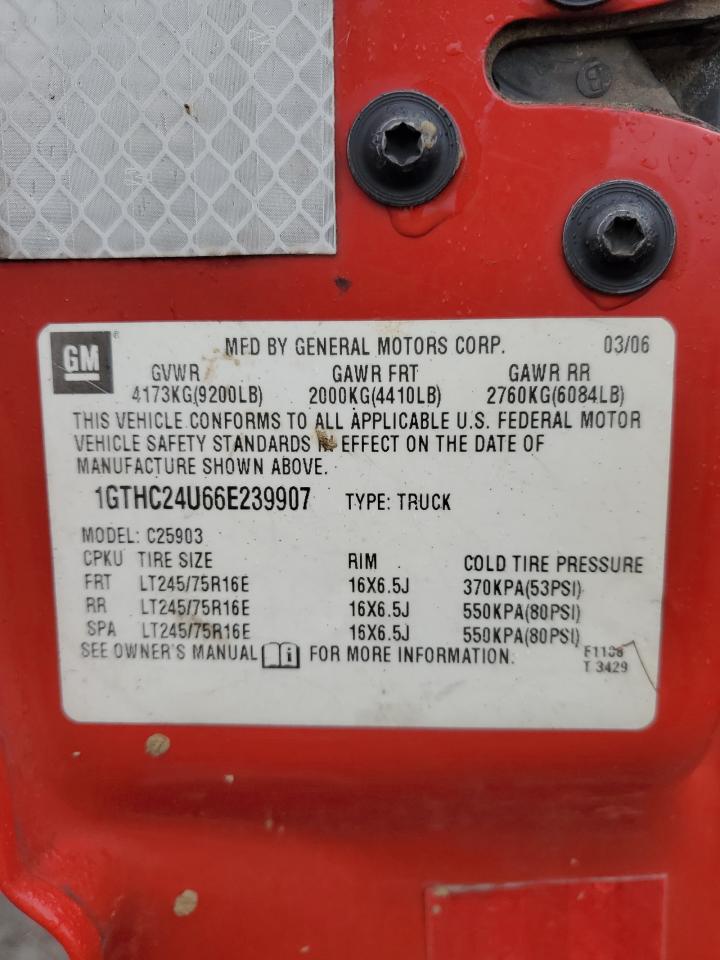 GM MFD BY GENERAL MOTORS CORP. 03/06
GVWR GAWR FRT GAWR RR
4173KG(9200LB) 2000KG(4410LB) 2760KG(6084LB)
THIS VEHICLE CONFORMS TO ALL APPLICABLE U.S. FEDERAL MOTOR
VEHICLE SAFETY STANDARDS IN EFFECT ON THE DATE OF
MANUFACTURE SHOWN ABOVE.
1GTHC24U66E239907 TYPE: TRUCK
MODEL: C25903
CPKU TIRE SIZE RIM COLD TIRE PRESSURE
FRT LT245/75R16E 16X6.5J 370KPA(53PSI)
RR LT245/75R16E 16X6.5J 550KPA(80PSI)
SPA LT245/75R16E 16X6.5J 550KPA(80PSI)
SEE OWNER'S MANUAL i FOR MORE INFORMATION.
T 3429